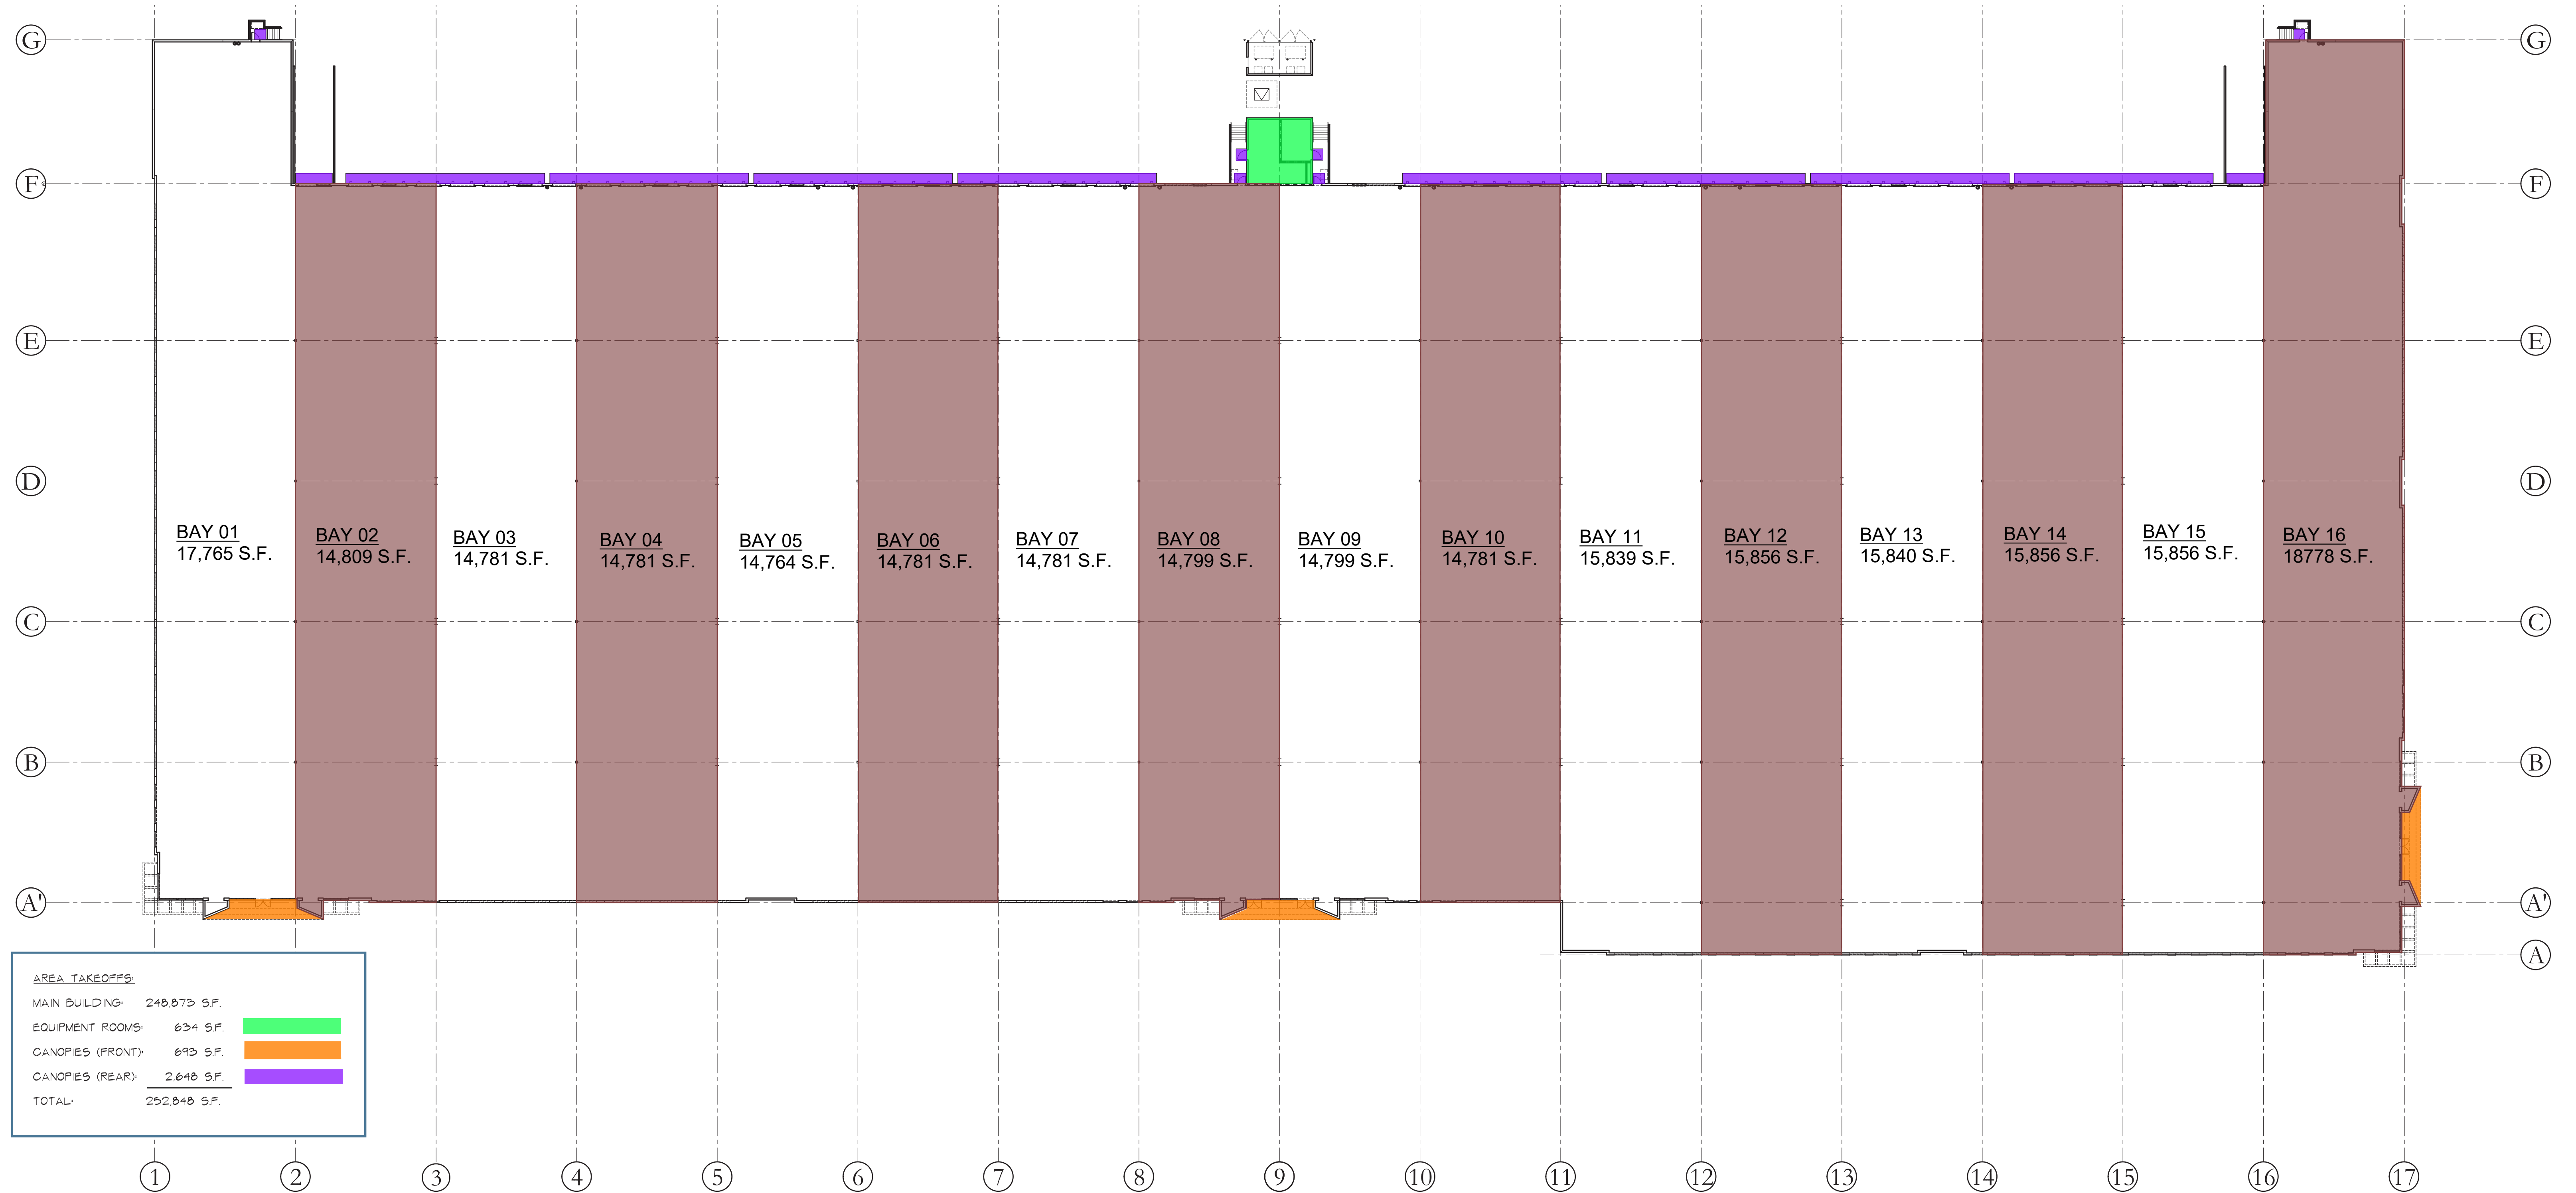 G
G
F
F
E
E
D
D
BAY 01
17,765 S.F.
BAY 02
14,809 S.F.
BAY 03
14,781 S.F.
BAY 04
14,781 S.F.
BAY 05
14,764 S.F.
BAY 06
14,781 S.F.
BAY 07
14,781 S.F.
BAY 08
14,799 S.F.
BAY 09
14,799 S.F.
BAY 10
14,781 S.F.
BAY 11
15,839 S.F.
BAY 12
15,856 S.F.
BAY 13
15,840 S.F.
BAY 14
15,856 S.F.
BAY 15
15,856 S.F.
BAY 16
18778 S.F.
C
C
B
B
A'
A'
A
AREA TAKEOFFS:
MAIN BUILDING: 248,873 S.F.
EQUIPMENT ROOMS: 634 S.F.
CANOPIES (FRONT): 693 S.F.
CANOPIES (REAR): 2,648 S.F.
TOTAL: 252,848 S.F.
1 2 3 4 5 6 7 8 9 10 11 12 13 14 15 16 17